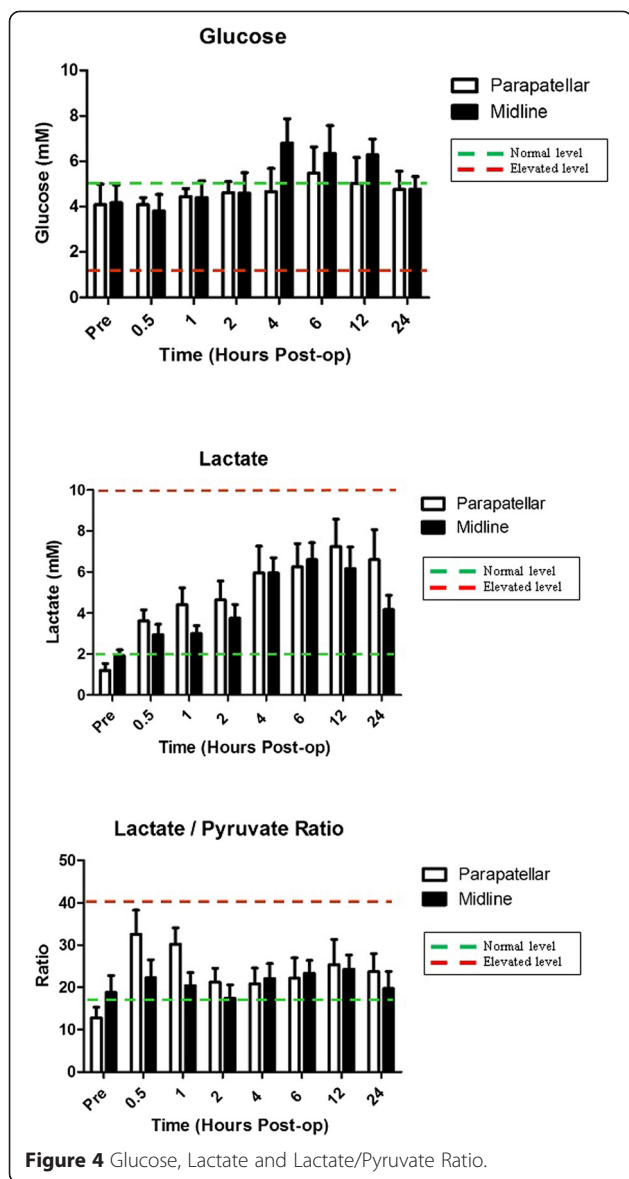 Glucose
10
8
6
4
2
0
Glucose (mM)
Pre
0.5
1
2
4
6
12
24
Time (Hours Post-op)
Parapatellar
Midline
Normal level
Elevated level
Lactate
10
8
6
4
2
0
Lactate (mM)
Pre
0.5
1
2
4
6
12
24
Time (Hours Post-op)
Parapatellar
Midline
Normal level
Elevated level
Lactate / Pyruvate Ratio
50
40
30
20
10
0
Ratio
Pre
0.5
1
2
4
6
12
24
Time (Hours Post-op)
Parapatellar
Midline
Normal level
Elevated level
Figure 4 Glucose, Lactate and Lactate/Pyruvate Ratio.